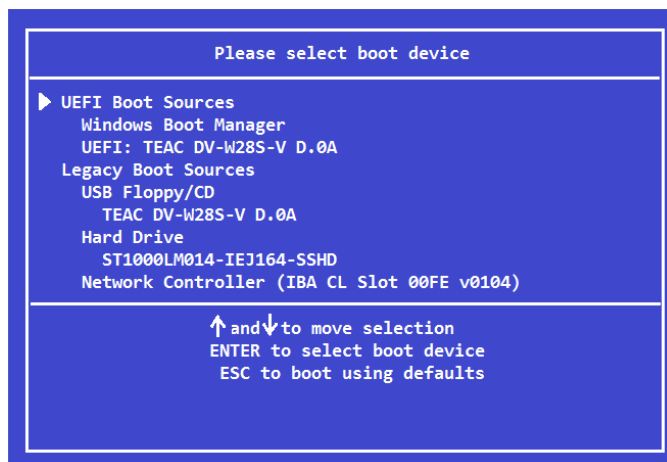 Please select boot device
UEFI Boot Sources
Windows Boot Manager
UEFI: TEAC DV-W28S-V D.0A
Legacy Boot Sources
USB Floppy/CD
TEAC DV-W28S-V D.0A
Hard Drive
ST1000LM014-IEJ164-SSHD
Network Controller (IBA CL Slot 00FE v0104)
↑ and ↓ to move selection
ENTER to select boot device
ESC to boot using defaults